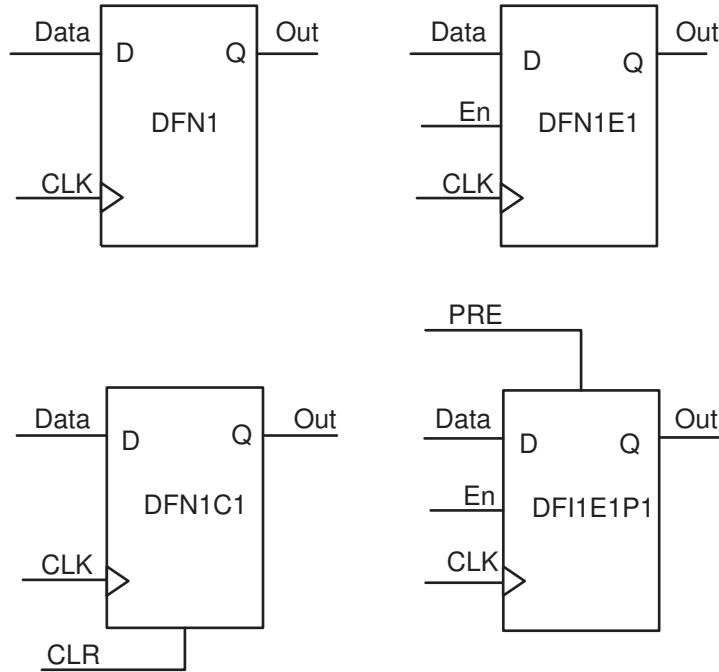 Data
D
Q
Out
DFN1
CLK
Data
D
Q
Out
En
DFN1E1
CLK
Data
D
Q
Out
DFN1C1
CLK
CLR
PRE
Data
D
Q
Out
En
DFI1E1P1
CLK